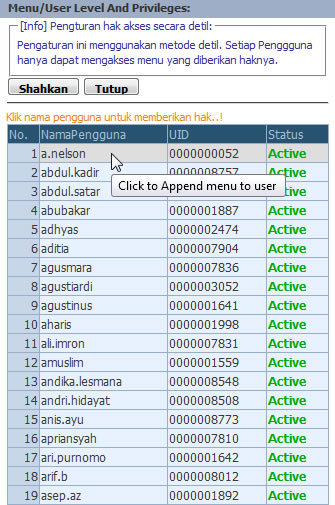 Menu/User Level And Privileges:
[Info] Pengturan hak akses secara detil:
Pengaturan ini menggunakan metode detil. Setiap Penggguna
hanya dapat mengakses menu yang diberikan haknya.
Shahkan Tutup
Klik nama pengguna untuk memberikan hak..!
No. NamaPengguna UID Status
1 a.nelson 0000000052 Active
2 abdul.kadir 0000008757 Active
3 abdul.satar Active
Click to Append menu to user
4 abubakar 0000001887 Active
5 adhyas 0000002474 Active
6 aditia 0000007904 Active
7 agusmara 0000007836 Active
8 agustiardi 0000003052 Active
9 agustinus 0000001641 Active
10 aharis 0000001998 Active
11 ali.imron 0000007831 Active
12 amuslim 0000001559 Active
13 andika.lesmana 0000008548 Active
14 andri.hidayat 0000008508 Active
15 anis.ayu 0000008773 Active
16 apriansyah 0000007810 Active
17 ari.purnomo 0000001642 Active
18 arif.b 0000008012 Active
19 asep.az 0000001892 Active